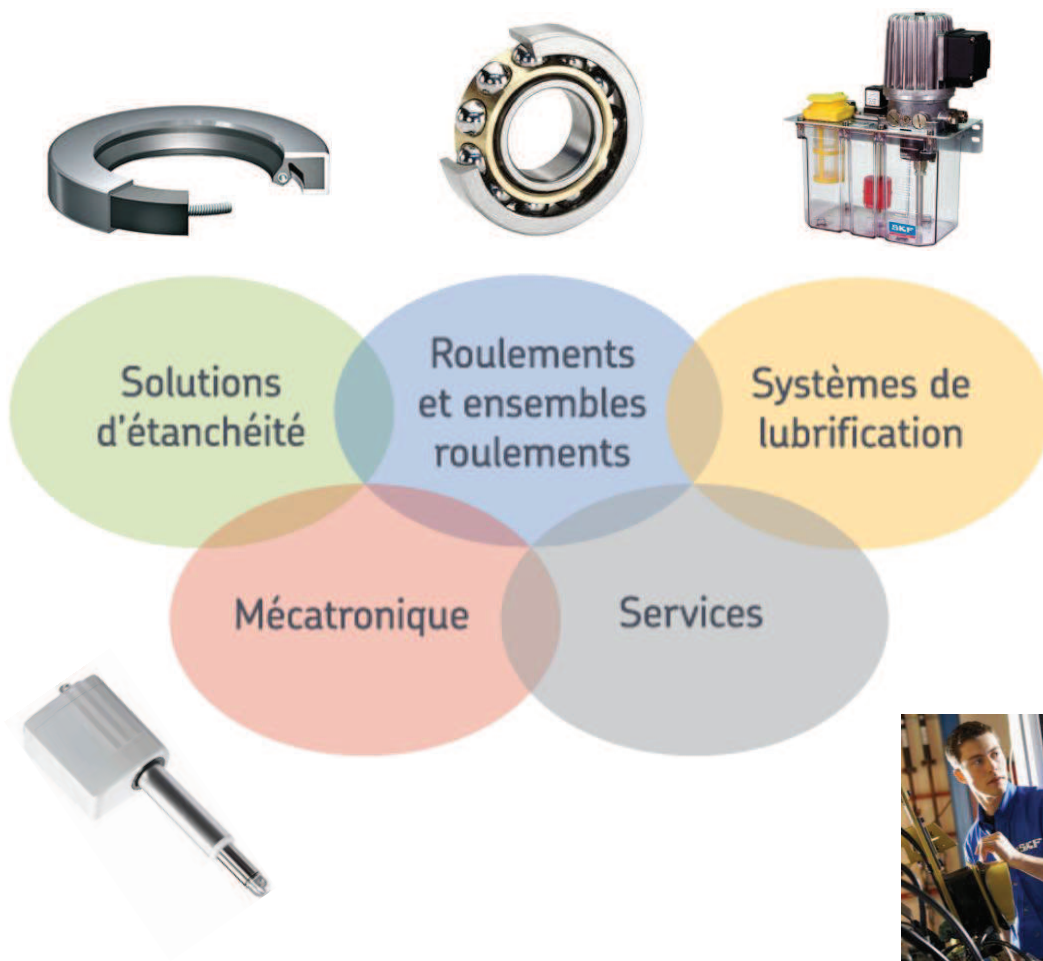 SKF
Solutions
d'étanchéité
Roulements
et ensembles
roulements
Systèmes de
lubrification
Mécatronique
Services
SKF